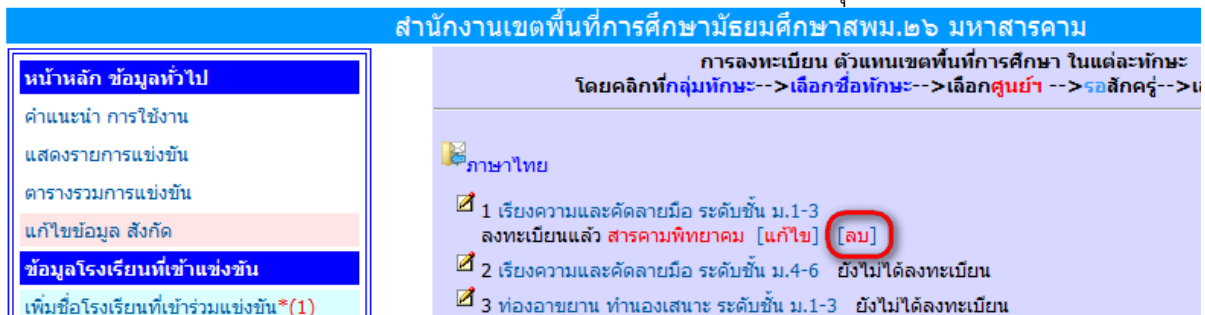 สำนักงานเขตพื้นที่การศึกษามัธยมศึกษาสพม.๒๖ มหาสารคาม
หน้าหลัก ข้อมูลทั่วไป
คำแนะนำ การใช้งาน
แสดงรายการแข่งขัน
ตารางรวมการแข่งขัน
แก้ไขข้อมูล สังกัด
ข้อมูลโรงเรียนที่เข้าแข่งขัน
เพิ่มชื่อโรงเรียนที่เข้าร่วมแข่งขัน*(1)
การลงทะเบียน ตัวแทนเขตพื้นที่การศึกษา ในแต่ละทักษะ
โดยคลิกที่กลุ่มทักษะ-->เลือกชื่อทักษะ-->เลือกศูนย์ฯ -->รอสักครู่-->
ภาษาไทย
1 เรียงความและคัดลายมือ ระดับชั้น ม.1-3
ลงทะเบียนแล้ว สารคามพิทยาคม [แก้ไข] [ลบ]
2 เรียงความและคัดลายมือ ระดับชั้น ม.4-6 ยังไม่ได้ลงทะเบียน
3 ท่องอาขยาน ทำนองเสนาะ ระดับชั้น ม.1-3 ยังไม่ได้ลงทะเบียน